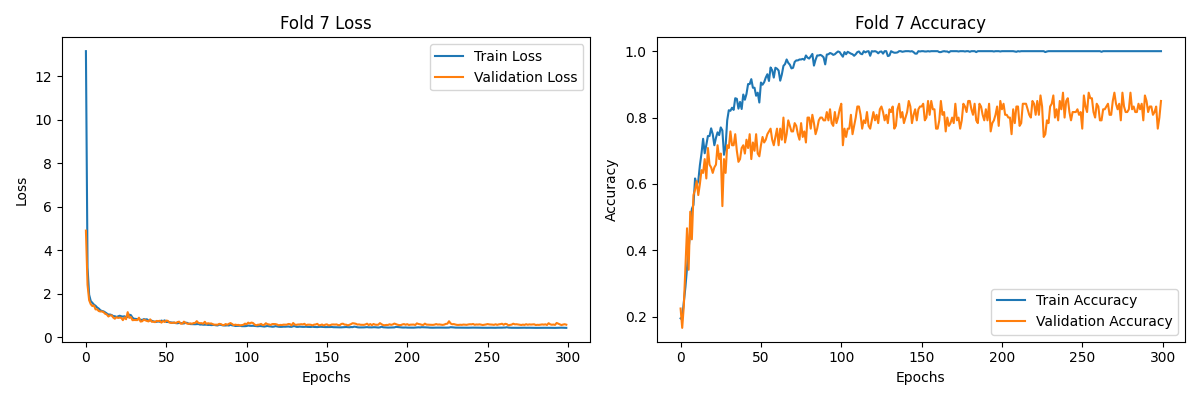 Fold 7 Loss
Train Loss
Validation Loss
12
10
8
6
4
2
0
Loss
0 50 100 150 200 250 300
Epochs
Fold 7 Accuracy
1.0
0.8
0.6
0.4
0.2
Accuracy
Train Accuracy
Validation Accuracy
0 50 100 150 200 250 300
Epochs